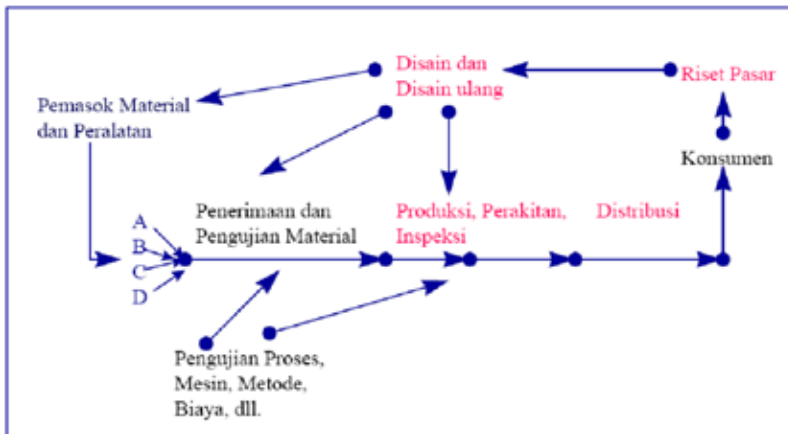 Disain dan
Disain ulang
Riset Pasar
Pemasok Material
dan Peralatan
Konsumen
Penerimaan dan
Pengujian Material
Produksi, Perakitan,
Inspeksi
Distribusi
A
B
C
D
Pengujian Proses,
Mesin, Metode,
Biaya, dll.